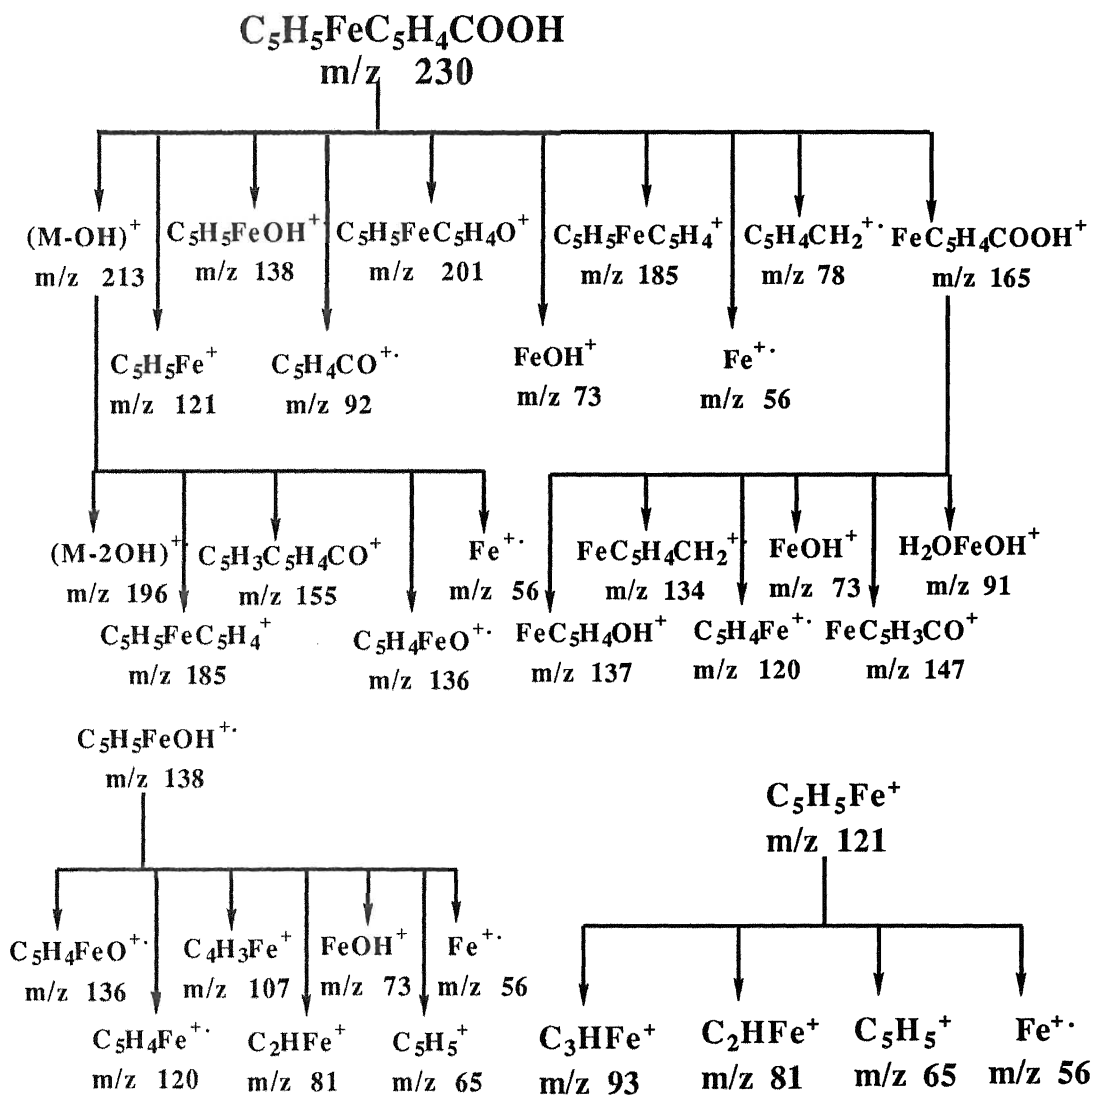 C₅H₅FeC₅H₄COOH
m/z 230
(M-OH)⁺ C₅H₅FeOH⁺· C₅H₅FeC₅H₄O⁺ C₅H₅FeC₅H₄⁺ C₅H₄CH₂⁺· FeC₅H₄COOH⁺
m/z 213 m/z 138 m/z 201 m/z 185 m/z 78 m/z 165
C₅H₅Fe⁺ C₅H₄CO⁺· FeOH⁺ Fe⁺·
m/z 121 m/z 92 m/z 73 m/z 56
(M-2OH)⁺· C₅H₃C₅H₄CO⁺ Fe⁺· FeC₅H₄CH₂⁺· FeOH⁺ H₂OFeOH⁺
m/z 196 m/z 155 m/z 56 m/z 134 m/z 73 m/z 91
C₅H₅FeC₅H₄⁺ C₅H₄FeO⁺· FeC₅H₄OH⁺ C₅H₄Fe⁺· FeC₅H₃CO⁺
m/z 185 m/z 136 m/z 137 m/z 120 m/z 147
C₅H₅FeOH⁺·
m/z 138
C₅H₅Fe⁺
m/z 121
C₅H₄FeO⁺· C₄H₃Fe⁺ FeOH⁺ Fe⁺·
m/z 136 m/z 107 m/z 73 m/z 56
C₅H₄Fe⁺· C₂HFe⁺ C₅H₅⁺
m/z 120 m/z 81 m/z 65
C₃HFe⁺ C₂HFe⁺ C₅H₅⁺ Fe⁺·
m/z 93 m/z 81 m/z 65 m/z 56